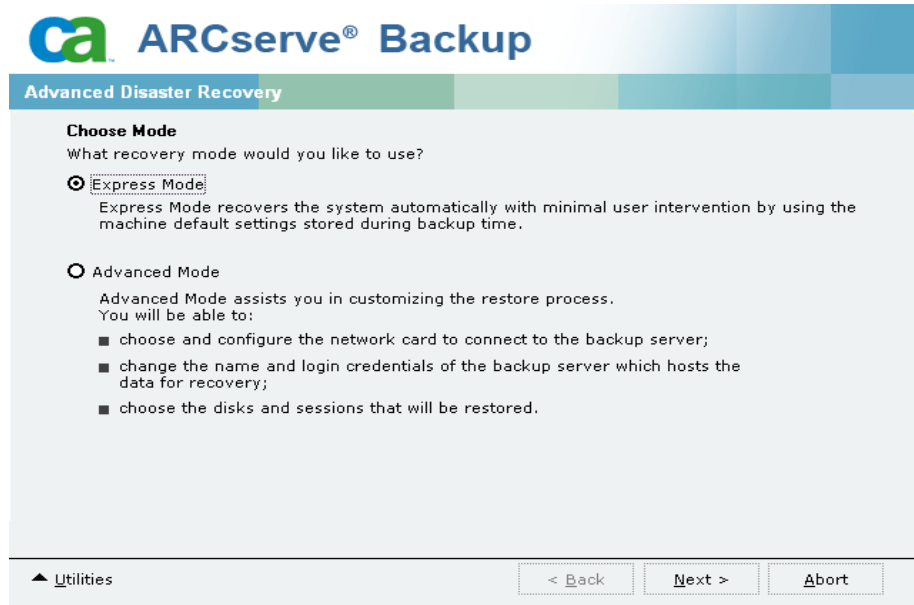 ca ARCserve® Backup
Advanced Disaster Recovery
Choose Mode
What recovery mode would you like to use?
Express Mode
Express Mode recovers the system automatically with minimal user intervention by using the
machine default settings stored during backup time.
Advanced Mode
Advanced Mode assists you in customizing the restore process.
You will be able to:
choose and configure the network card to connect to the backup server;
change the name and login credentials of the backup server which hosts the
data for recovery;
choose the disks and sessions that will be restored.
Utilities
< Back
Next >
Abort